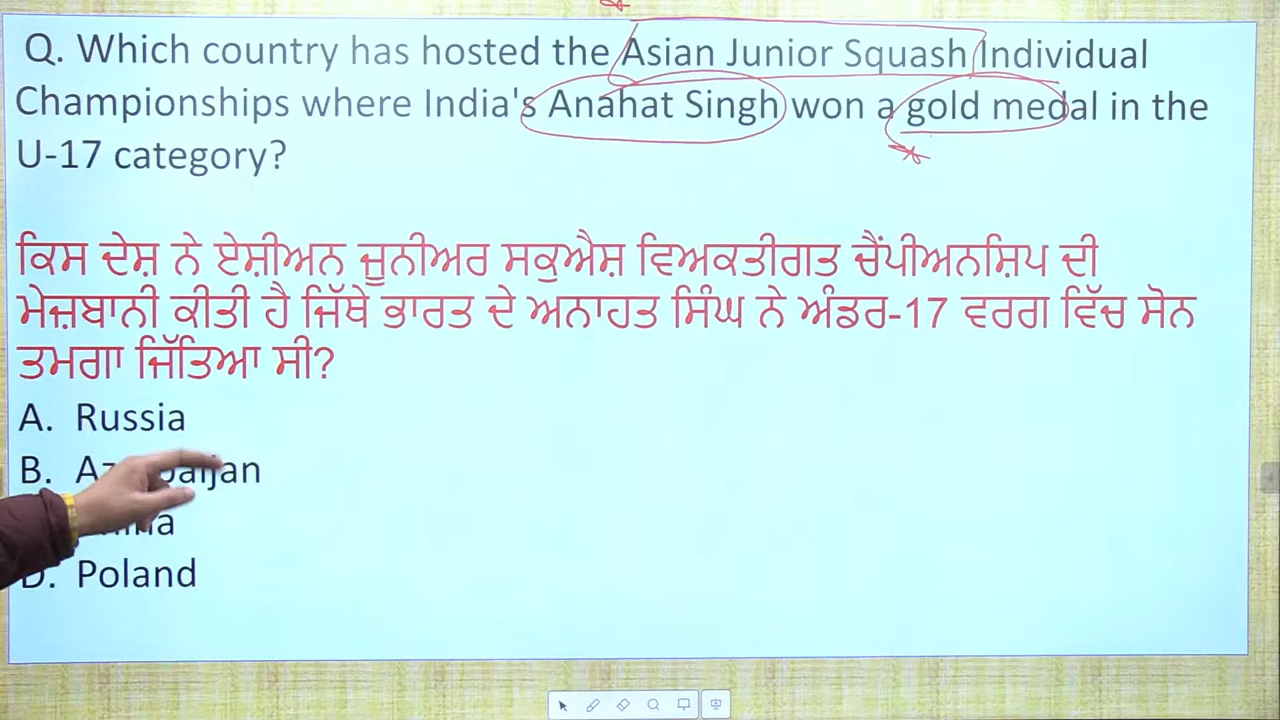 Q. Which country has hosted the Asian Junior Squash Individual
Championships where India's Anahat Singh won a gold medal in the
U-17 category?
ਕਿਸ ਦੇਸ਼ ਨੇ ਏਸ਼ੀਅਨ ਜੂਨੀਅਰ ਸਕੁਐਸ਼ ਵਿਅਕਤੀਗਤ ਚੈਂਪੀਅਨਸ਼ਿਪ ਦੀ
ਮੇਜ਼ਬਾਨੀ ਕੀਤੀ ਹੈ ਜਿੱਥੇ ਭਾਰਤ ਦੇ ਅਨਾਹਤ ਸਿੰਘ ਨੇ ਅੰਡਰ-17 ਵਰਗ ਵਿੱਚ ਸੋਨ
ਤਮਗਾ ਜਿੱਤਿਆ ਸੀ?
A. Russia
B.
D. Poland